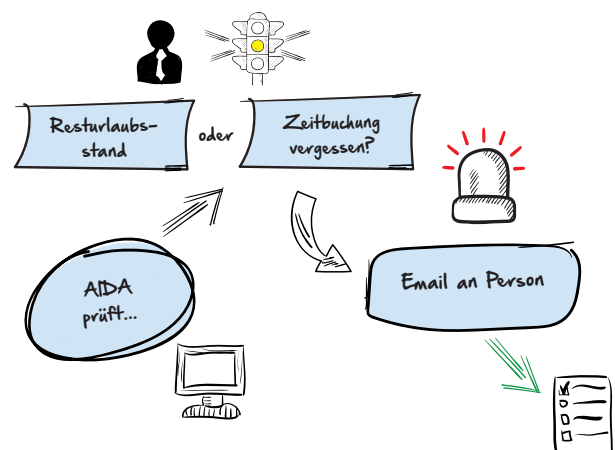 Resturlaubs-
stand
oder
Zeitbuchung
vergessen?
AIDA
prüft...
Email an Person